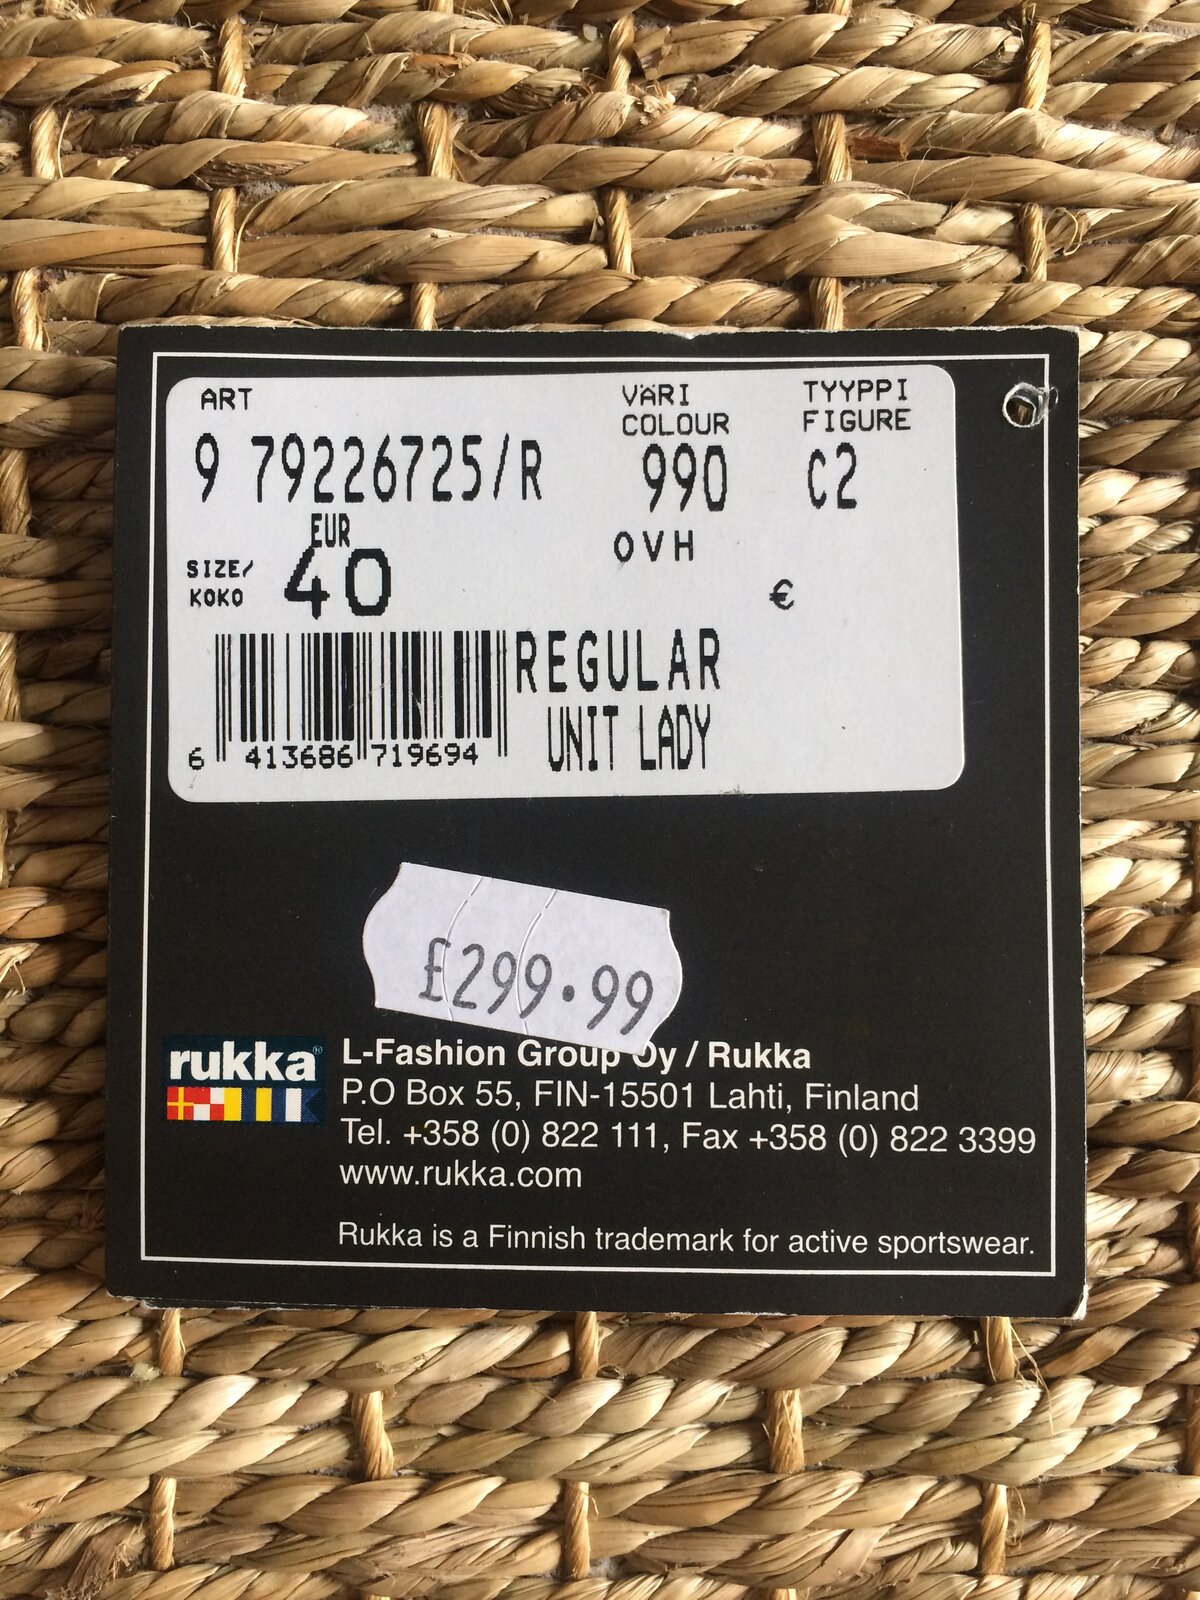 ART VÄRI TYYPPI
COLOUR FIGURE
9 79226725/R 990 C2
EUR OVH
SIZE/ 40 €
KOKO
REGULAR
UNIT LADY
6 413686 719694
£299.99
rukka®
L-Fashion Group Oy / Rukka
P.O Box 55, FIN-15501 Lahti, Finland
Tel. +358 (0) 822 111, Fax +358 (0) 822 3399
www.rukka.com
Rukka is a Finnish trademark for active sportswear.